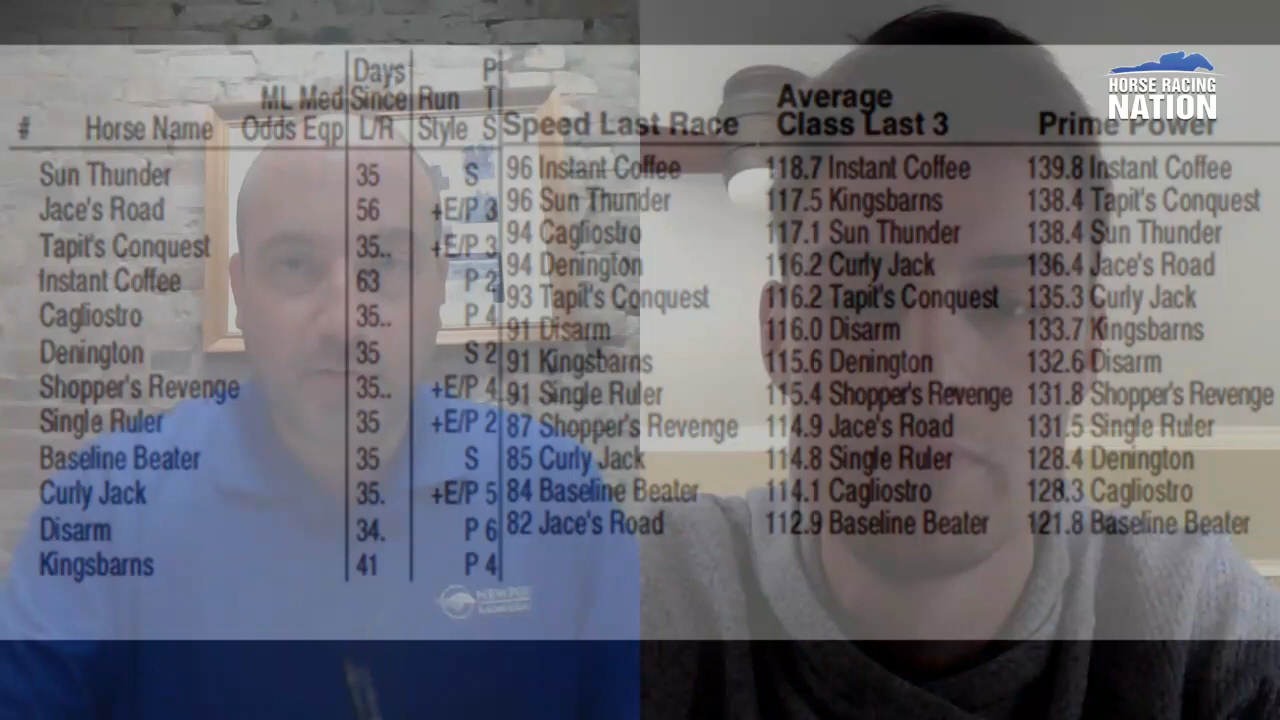 HORSE RACING
NATION
Days P
ML Med Since Run T Average
# Horse Name Odds Eqp L/R Style S Speed Last Race Class Last 3 Prime Power
Sun Thunder 35 S 96 Instant Coffee 118.7 Instant Coffee 139.8 Instant Coffee
Jace's Road 56 +E/P 3 96 Sun Thunder 117.5 Kingsbarns 138.4 Tapit's Conquest
Tapit's Conquest 35.. +E/P 3 94 Cagliostro 117.1 Sun Thunder 138.4 Sun Thunder
Instant Coffee 63 P 2 94 Denington 116.2 Curly Jack 136.4 Jace's Road
Cagliostro 35.. P 4 93 Tapit's Conquest 116.2 Tapit's Conquest 135.3 Curly Jack
Denington 35 S 2 91 Disarm 116.0 Disarm 133.7 Kingsbarns
Shopper's Revenge 35.. +E/P 4 91 Kingsbarns 115.6 Denington 132.6 Disarm
Single Ruler 35 +E/P 2 91 Single Ruler 115.4 Shopper's Revenge 131.8 Shopper's Revenge
Baseline Beater 35 S 87 Shopper's Revenge 114.9 Jace's Road 131.5 Single Ruler
Curly Jack 35. +E/P 5 85 Curly Jack 114.8 Single Ruler 128.4 Denington
Disarm 34. P 6 84 Baseline Beater 114.1 Cagliostro 128.3 Cagliostro
Kingsbarns 41 P 4 82 Jace's Road 112.9 Baseline Beater 121.8 Baseline Beater